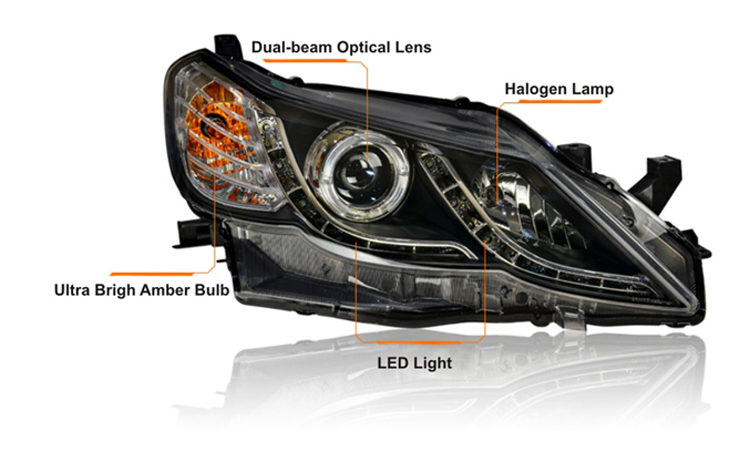 Dual-beam Optical Lens
Halogen Lamp
Ultra Brigh Amber Bulb
LED Light